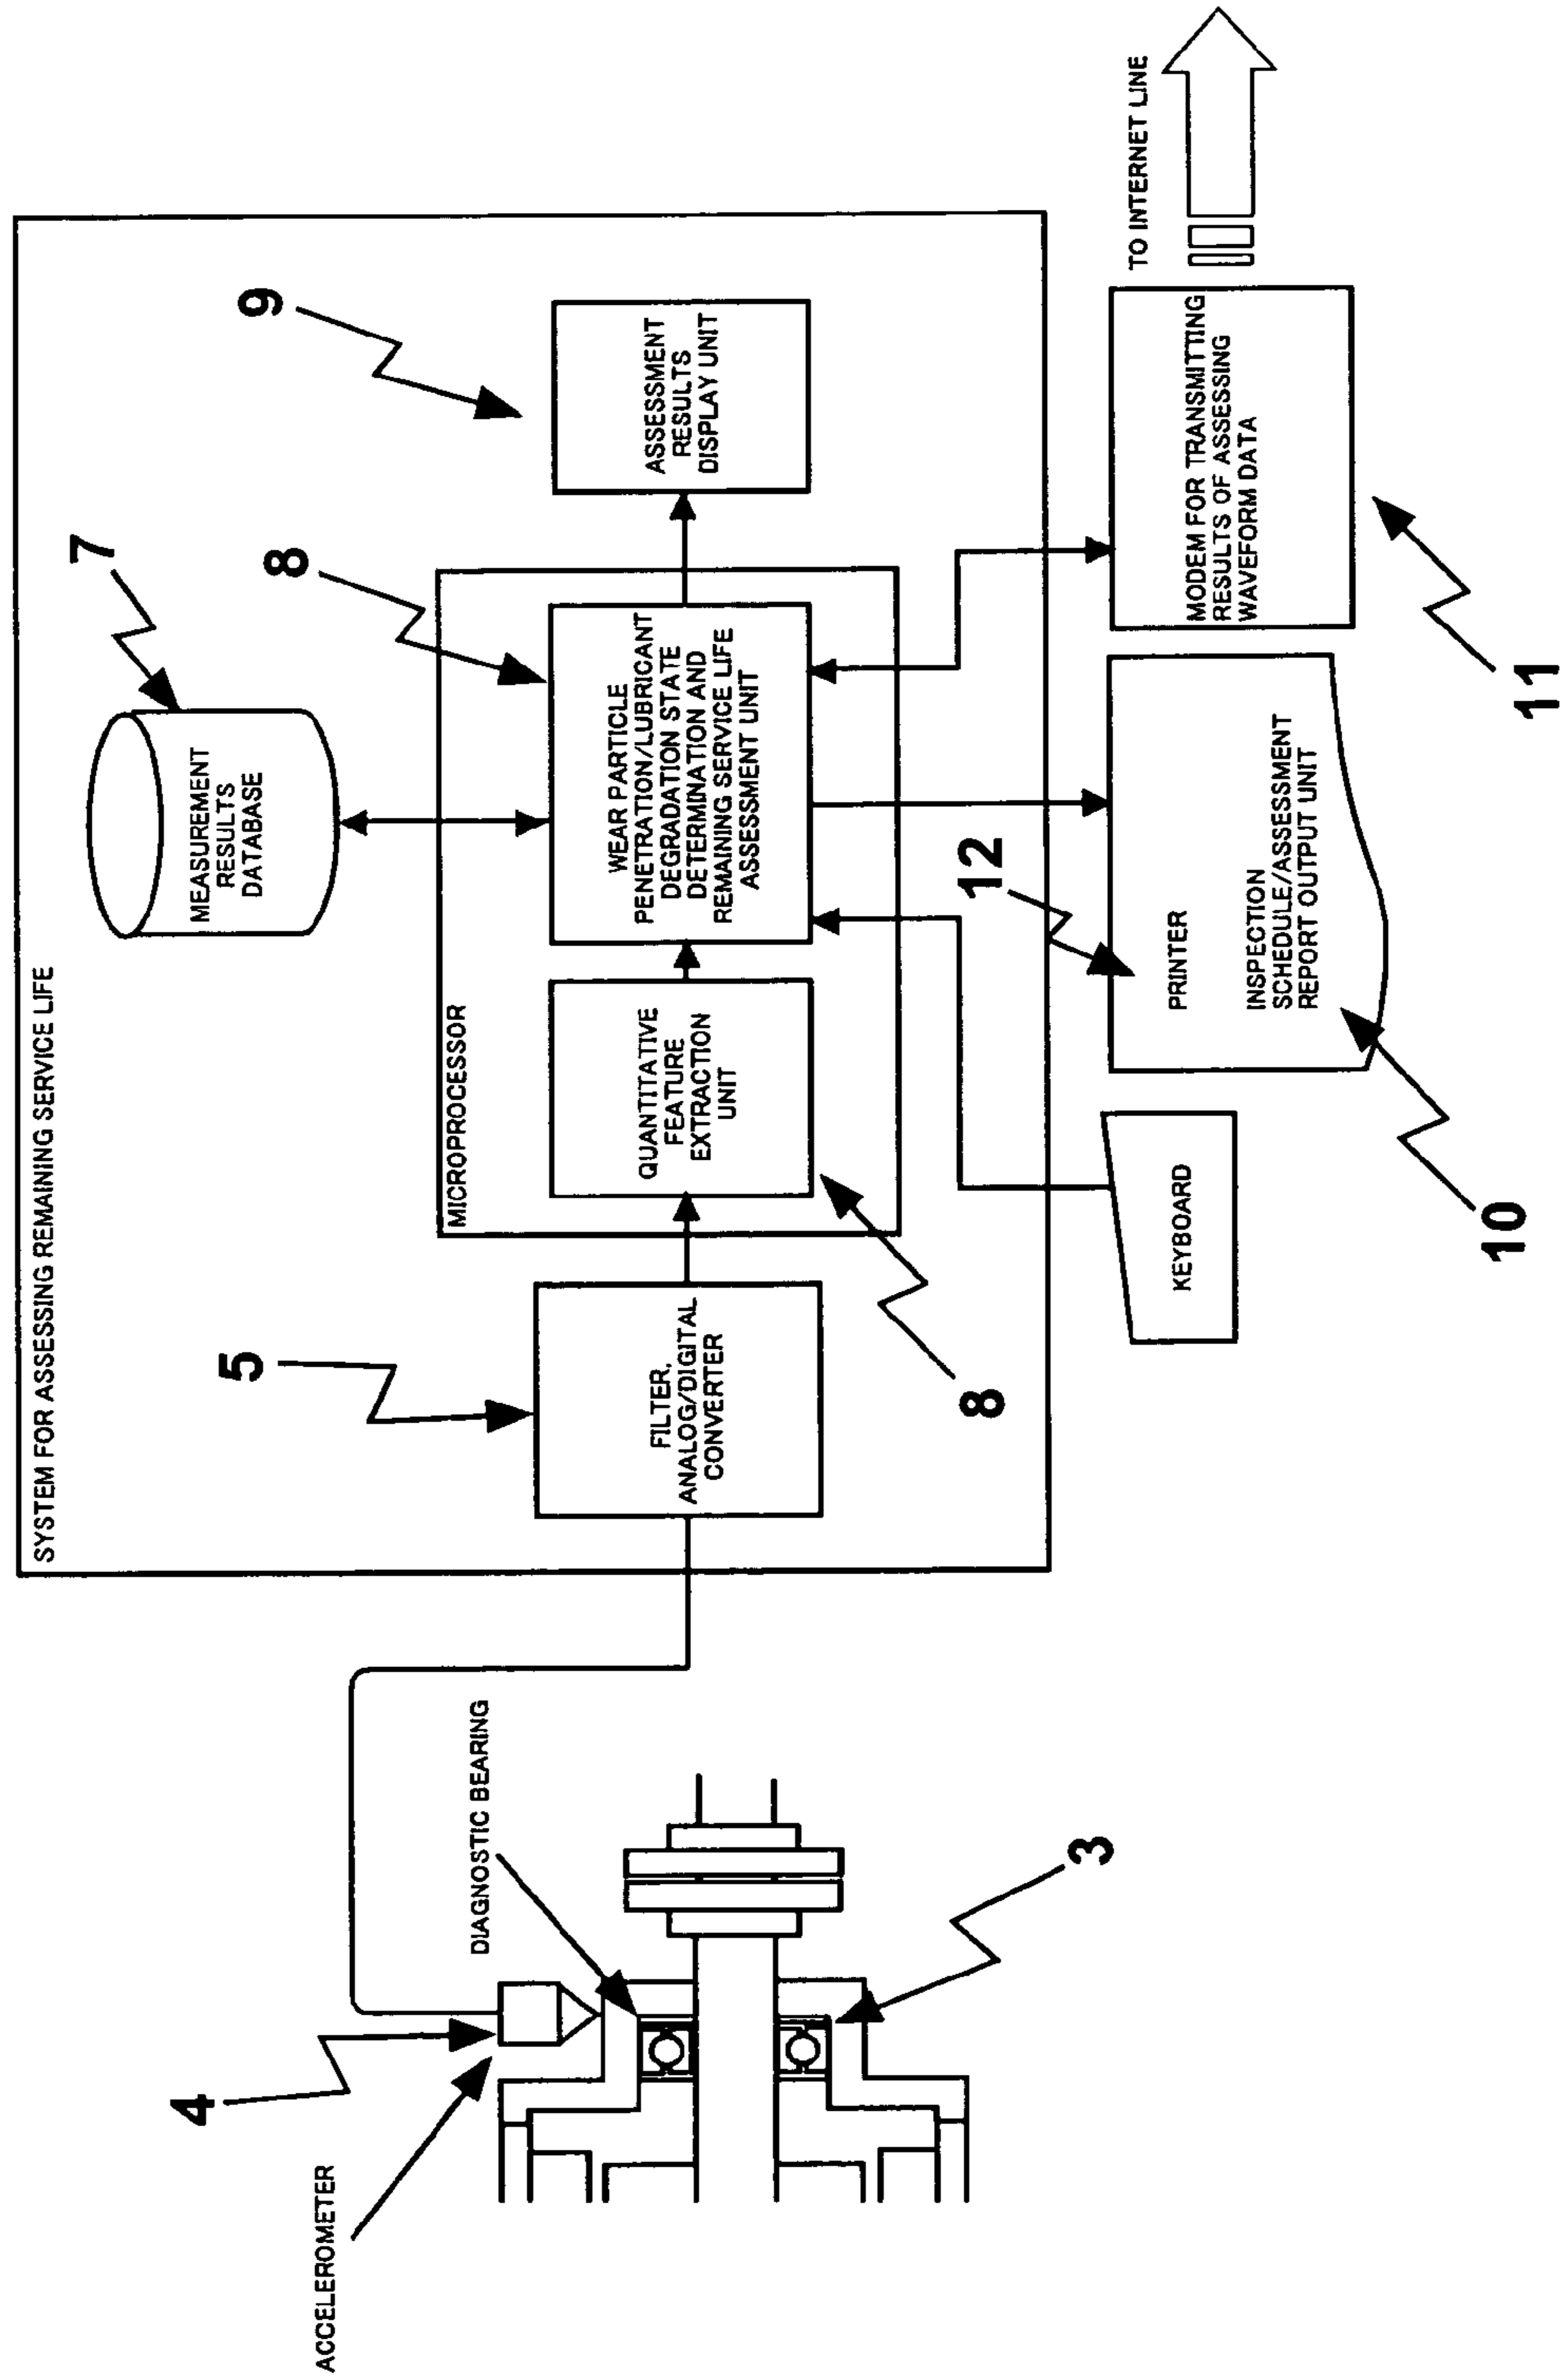 SYSTEM FOR ASSESSING REMAINING SERVICE LIFE
7
MEASUREMENT
RESULTS
DATABASE
5
8
9
MICROPROCESSOR
FILTER,
ANALOG/DIGITAL
CONVERTER
QUANTITATIVE
FEATURE
EXTRACTION
UNIT
WEAR PARTICLE
PENETRATION/LUBRICANT
DEGRADATION STATE
DETERMINATION AND
REMAINING SERVICE LIFE
ASSESSMENT UNIT
ASSESSMENT
RESULTS
DISPLAY UNIT
8
12
4
ACCELEROMETER
DIAGNOSTIC BEARING
3
KEYBOARD
PRINTER
INSPECTION
SCHEDULE/ASSESSMENT
REPORT OUTPUT UNIT
10
MODEM FOR TRANSMITTING
RESULTS OF ASSESSING
WAVEFORM DATA
11
TO INTERNET LINE